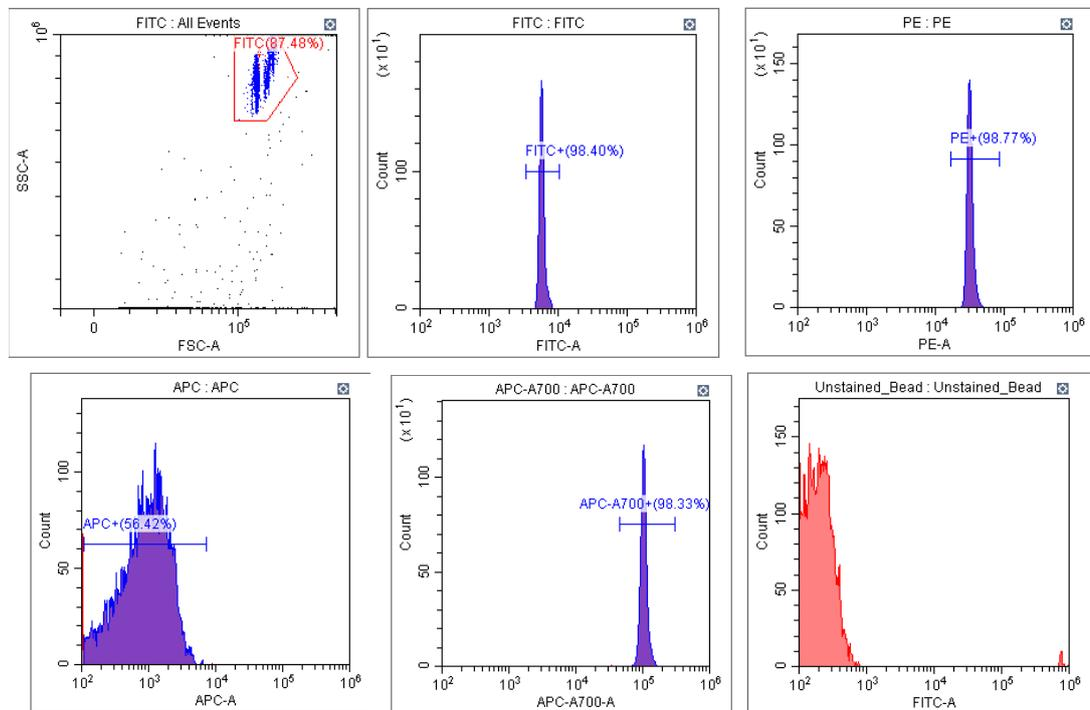 FITC : All Events
10^6
FITC(87.48%)
SSC-A
0
10^5
FSC-A
FITC : FITC
(x 10^1)
Count
100
0
FITC+(98.40%)
10^2 10^3 10^4 10^5 10^6
FITC-A
PE : PE
(x 10^1)
Count
150
100
50
0
PE+(98.77%)
10^2 10^3 10^4 10^5 10^6
PE-A
APC : APC
Count
100
50
0
APC+(56.42%)
10^2 10^3 10^4 10^5 10^6
APC-A
APC-A700 : APC-A700
(x 10^1)
Count
100
50
0
APC-A700+(98.33%)
10^2 10^3 10^4 10^5 10^6
APC-A700-A
Unstained_Bead : Unstained_Bead
Count
150
100
50
0
10^2 10^3 10^4 10^5 10^6
FITC-A